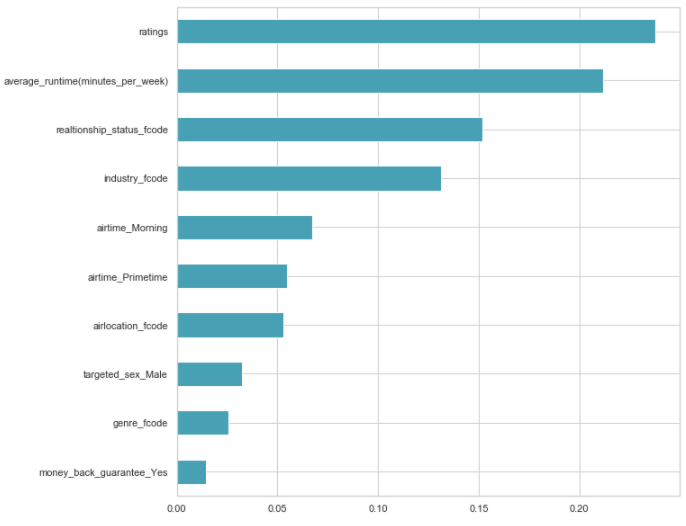 ratings
average_runtime(minutes_per_week)
realtionship_status_fcode
industry_fcode
airtime_Morning
airtime_Primetime
airlocation_fcode
targeted_sex_Male
genre_fcode
money_back_guarantee_Yes
0.00 0.05 0.10 0.15 0.20